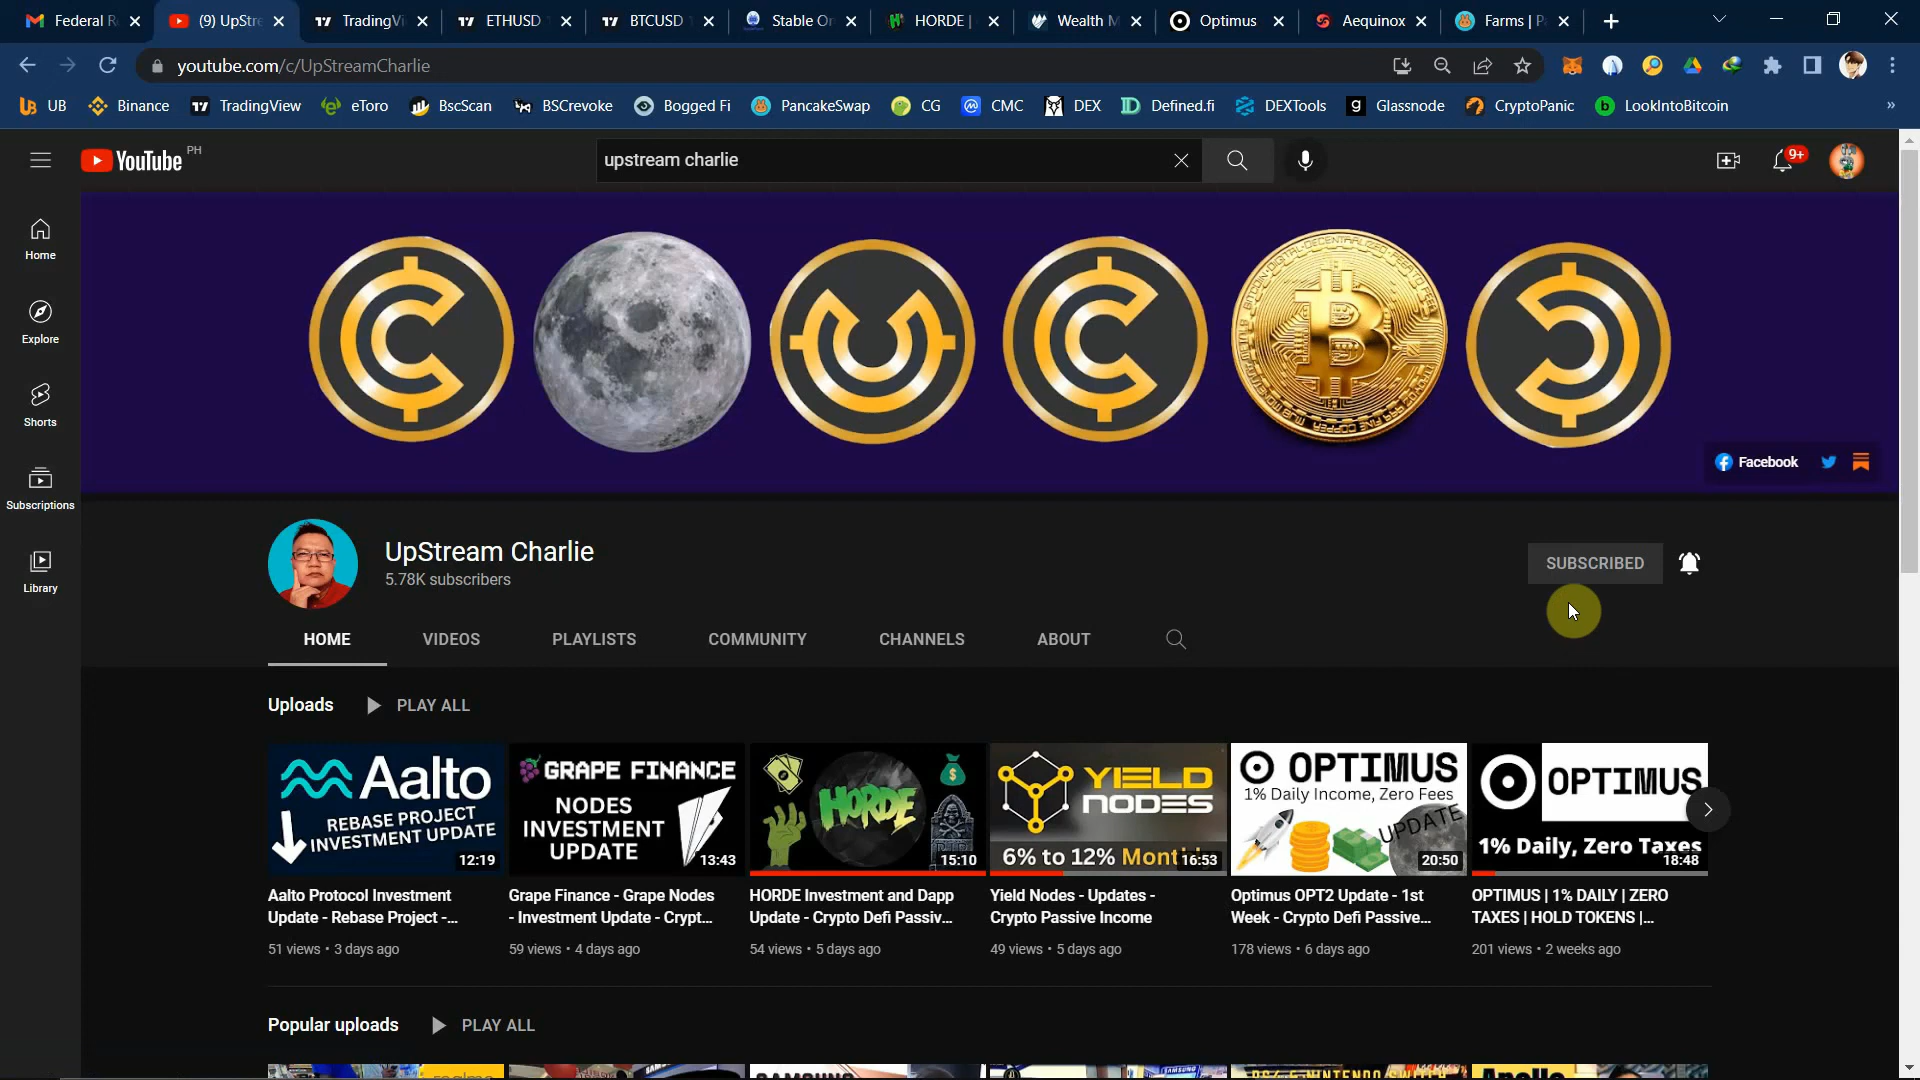 Federal R
(9) UpStre
TradingVi
ETHUSD
BTCUSD
Stable Or
HORDE |
Wealth M
Optimus
Aequinox
Farms | P
youtube.com/c/UpStreamCharlie
UB
Binance
TradingView
eToro
BscScan
BSCrevoke
Bogged Fi
PancakeSwap
CG
CMC
DEX
Defined.fi
DEXTools
Glassnode
CryptoPanic
LookIntoBitcoin
»
YouTube PH
upstream charlie
9+
Home
Explore
Shorts
Subscriptions
Library
Facebook
UpStream Charlie
5.78K subscribers
SUBSCRIBED
HOME
VIDEOS
PLAYLISTS
COMMUNITY
CHANNELS
ABOUT
Uploads
PLAY ALL
Aalto
REBASE PROJECT
INVESTMENT UPDATE
12:19
GRAPE FINANCE
NODES
INVESTMENT
UPDATE
13:43
HORDE
15:10
YIELD
NODES
6% to 12% Month
16:53
OPTIMUS
1% Daily Income, Zero Fees
UPDATE
20:50
OPTIMUS
1% Daily, Zero Taxes
18:48
Aalto Protocol Investment
Update - Rebase Project -...
51 views • 3 days ago
Grape Finance - Grape Nodes
- Investment Update - Crypt...
59 views • 4 days ago
HORDE Investment and Dapp
Update - Crypto Defi Passiv...
54 views • 5 days ago
Yield Nodes - Updates -
Crypto Passive Income
49 views • 5 days ago
Optimus OPT2 Update - 1st
Week - Crypto Defi Passive...
178 views • 6 days ago
OPTIMUS | 1% DAILY | ZERO
TAXES | HOLD TOKENS |...
201 views • 2 weeks ago
Popular uploads
PLAY ALL